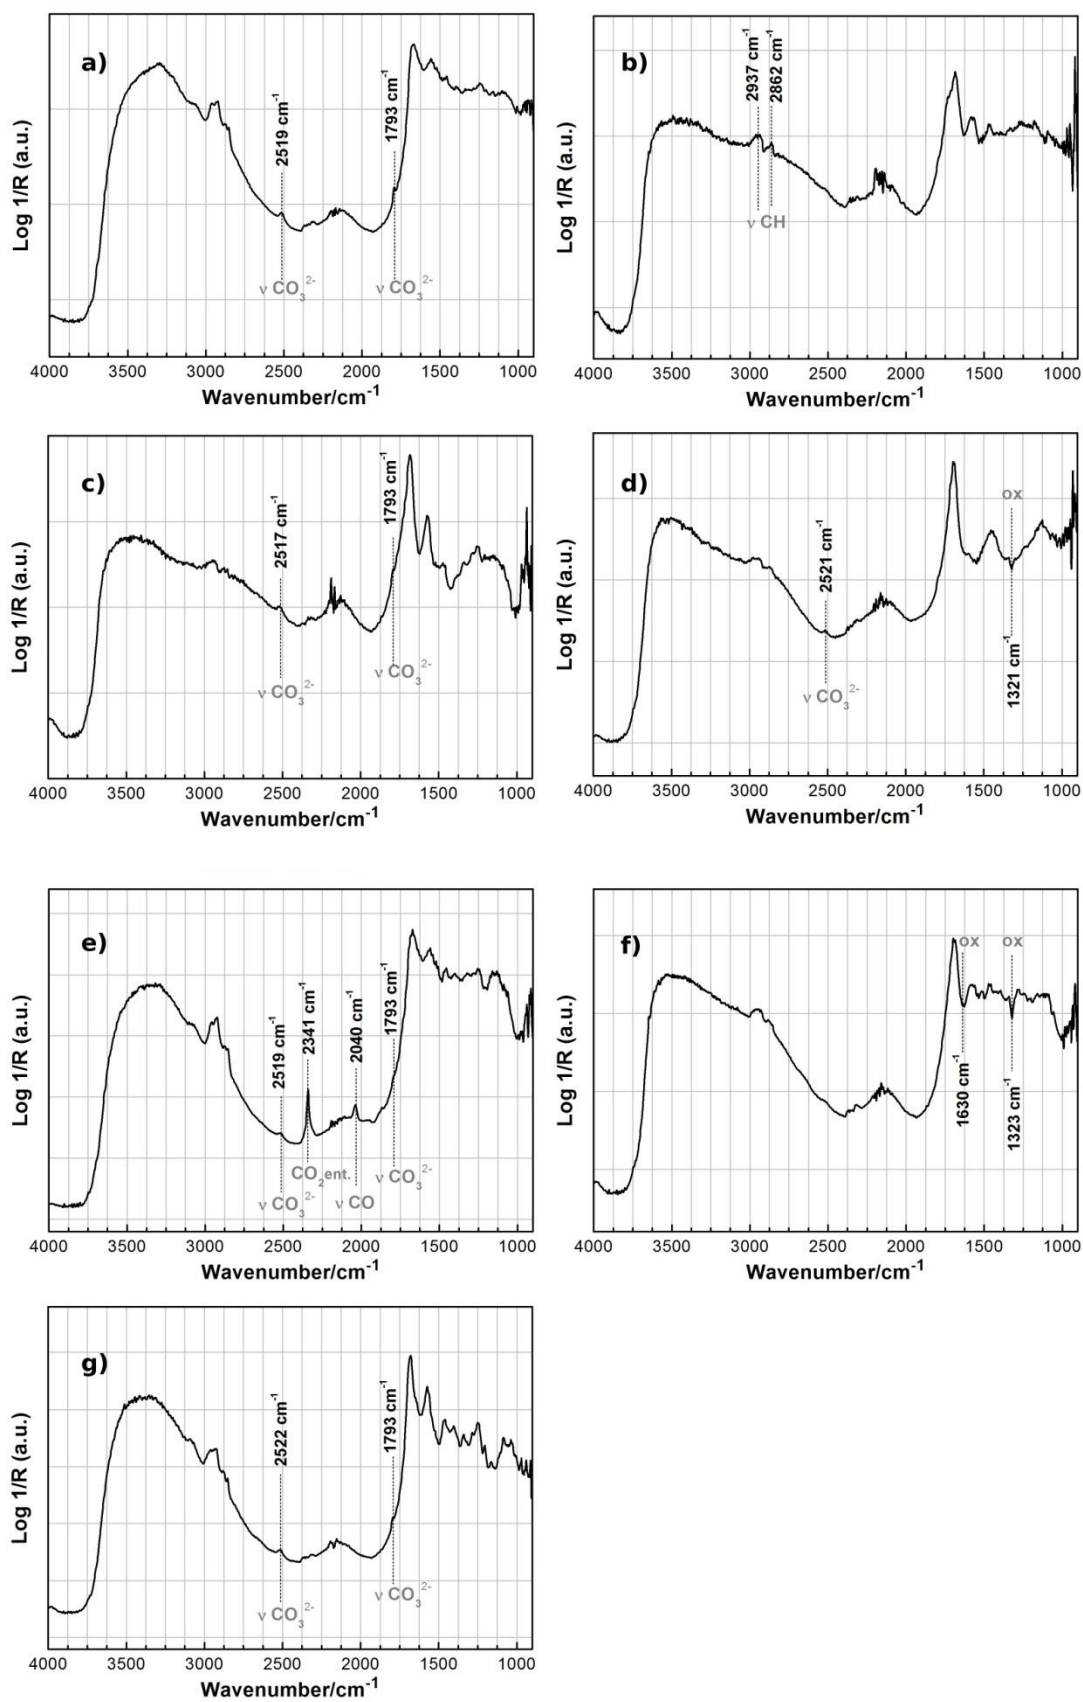 a)
2519 cm⁻¹
1793 cm⁻¹
ν CO₃²⁻
ν CO₃²⁻
Log 1/R (a.u.)
4000 3500 3000 2500 2000 1500 1000
Wavenumber/cm⁻¹
b)
2937 cm⁻¹
2862 cm⁻¹
ν CH
Log 1/R (a.u.)
4000 3500 3000 2500 2000 1500 1000
Wavenumber/cm⁻¹
c)
2517 cm⁻¹
1793 cm⁻¹
ν CO₃²⁻
ν CO₃²⁻
Log 1/R (a.u.)
4000 3500 3000 2500 2000 1500 1000
Wavenumber/cm⁻¹
d)
2521 cm⁻¹
ox
1321 cm⁻¹
ν CO₃²⁻
Log 1/R (a.u.)
4000 3500 3000 2500 2000 1500 1000
Wavenumber/cm⁻¹
e)
2519 cm⁻¹
2341 cm⁻¹
2040 cm⁻¹
1793 cm⁻¹
ν CO₃²⁻
CO₂ent.
ν CO
ν CO₃²⁻
Log 1/R (a.u.)
4000 3500 3000 2500 2000 1500 1000
Wavenumber/cm⁻¹
f)
ox
ox
1630 cm⁻¹
1323 cm⁻¹
Log 1/R (a.u.)
4000 3500 3000 2500 2000 1500 1000
Wavenumber/cm⁻¹
g)
2522 cm⁻¹
1793 cm⁻¹
ν CO₃²⁻
ν CO₃²⁻
Log 1/R (a.u.)
4000 3500 3000 2500 2000 1500 1000
Wavenumber/cm⁻¹